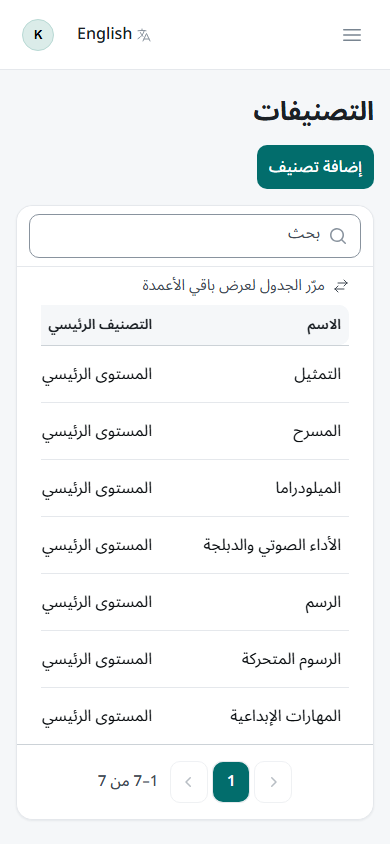 K English
التصنيفات
إضافة تصنيف
بحث
مرّر الجدول لعرض باقي الأعمدة
الاسم التصنيف الرئيسي
التمثيل المستوى الرئيسي
المسرح المستوى الرئيسي
الميلودراما المستوى الرئيسي
الأداء الصوتي والدبلجة المستوى الرئيسي
الرسم المستوى الرئيسي
الرسوم المتحركة المستوى الرئيسي
المهارات الإبداعية المستوى الرئيسي
1 1–7 من 7